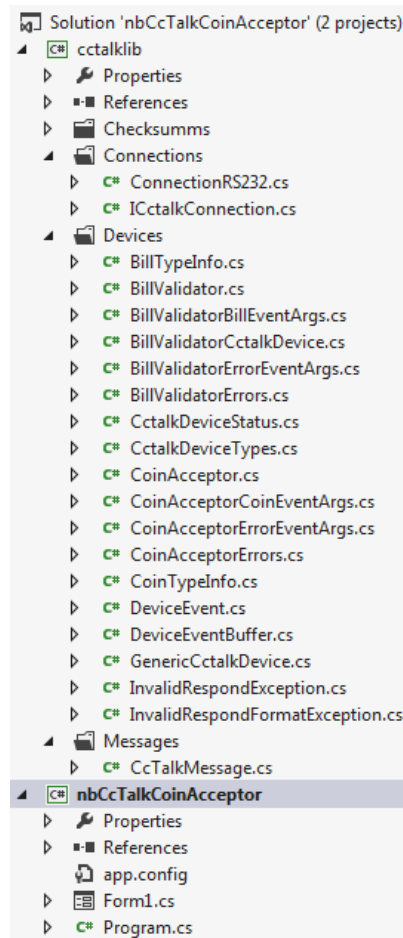 Solution 'nbCcTalkCoinAcceptor' (2 projects)
C# cctalklib
Properties
References
Checksumms
Connections
C# ConnectionRS232.cs
C# ICctalkConnection.cs
Devices
C# BillTypeInfo.cs
C# BillValidator.cs
C# BillValidatorBillEventArgs.cs
C# BillValidatorCctalkDevice.cs
C# BillValidatorErrorEventArgs.cs
C# BillValidatorErrors.cs
C# CctalkDeviceStatus.cs
C# CctalkDeviceTypes.cs
C# CoinAcceptor.cs
C# CoinAcceptorCoinEventArgs.cs
C# CoinAcceptorErrorEventArgs.cs
C# CoinAcceptorErrors.cs
C# CoinTypeInfo.cs
C# DeviceEvent.cs
C# DeviceEventBuffer.cs
C# GenericCctalkDevice.cs
C# InvalidRespondException.cs
C# InvalidRespondFormatException.cs
Messages
C# CcTalkMessage.cs
C# nbCcTalkCoinAcceptor
Properties
References
app.config
Form1.cs
C# Program.cs